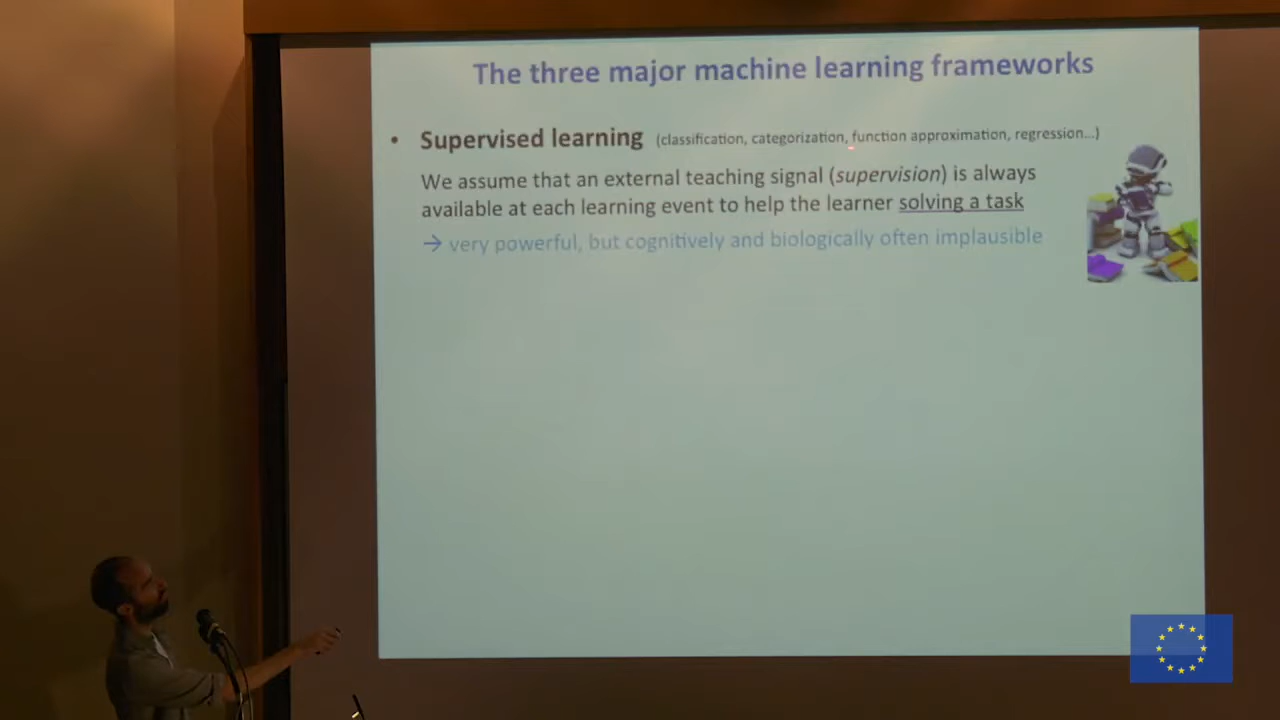 The three major machine learning frameworks
• Supervised learning (classification, categorization, function approximation, regression...)
We assume that an external teaching signal (supervision) is always
available at each learning event to help the learner solving a task
→ very powerful, but cognitively and biologically often implausible